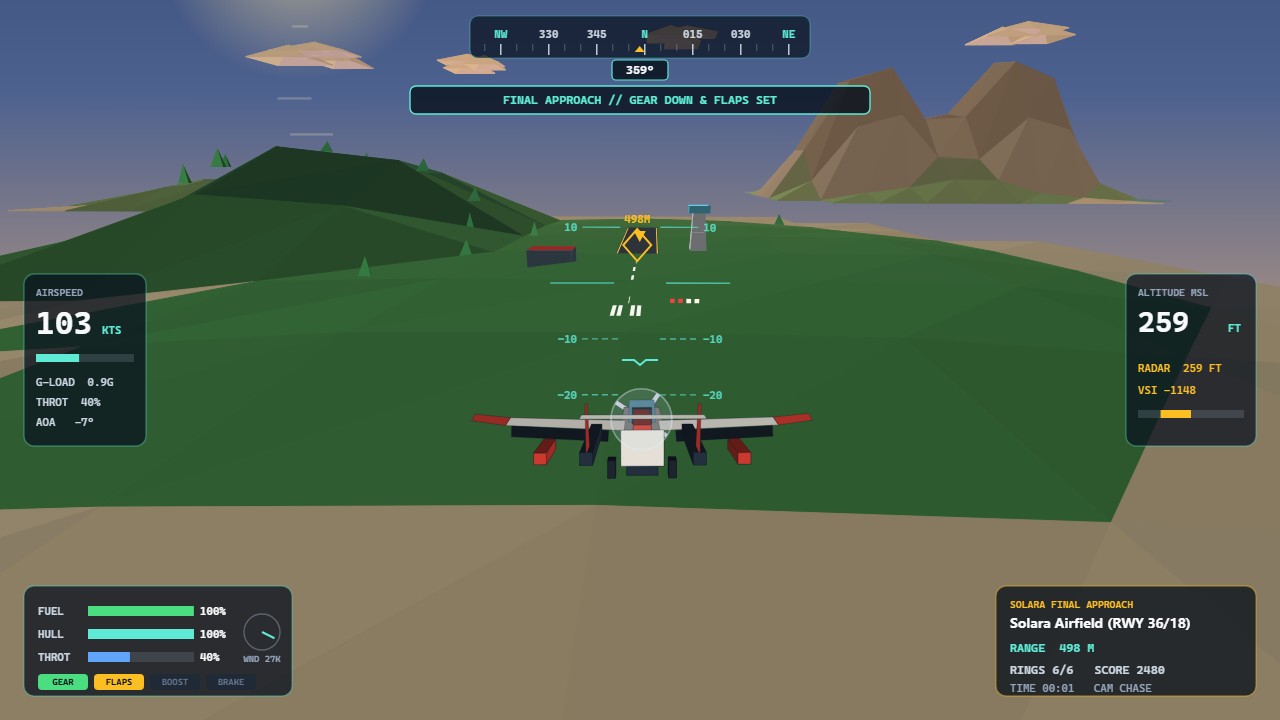 NW 330 345 N 015 030 NE
359°
FINAL APPROACH // GEAR DOWN & FLAPS SET
498M
10 10
-10 -10
-20 -20
AIRSPEED
103 KTS
G-LOAD 0.9G
THROT 40%
AOA -7°
ALTITUDE MSL
259 FT
RADAR 259 FT
VSI -1148
FUEL 100%
HULL 100%
THROT 40%
WND 27K
GEAR FLAPS BOOST BRAKE
SOLARA FINAL APPROACH
Solara Airfield (RWY 36/18)
RANGE 498 M
RINGS 6/6 SCORE 2480
TIME 00:01 CAM CHASE